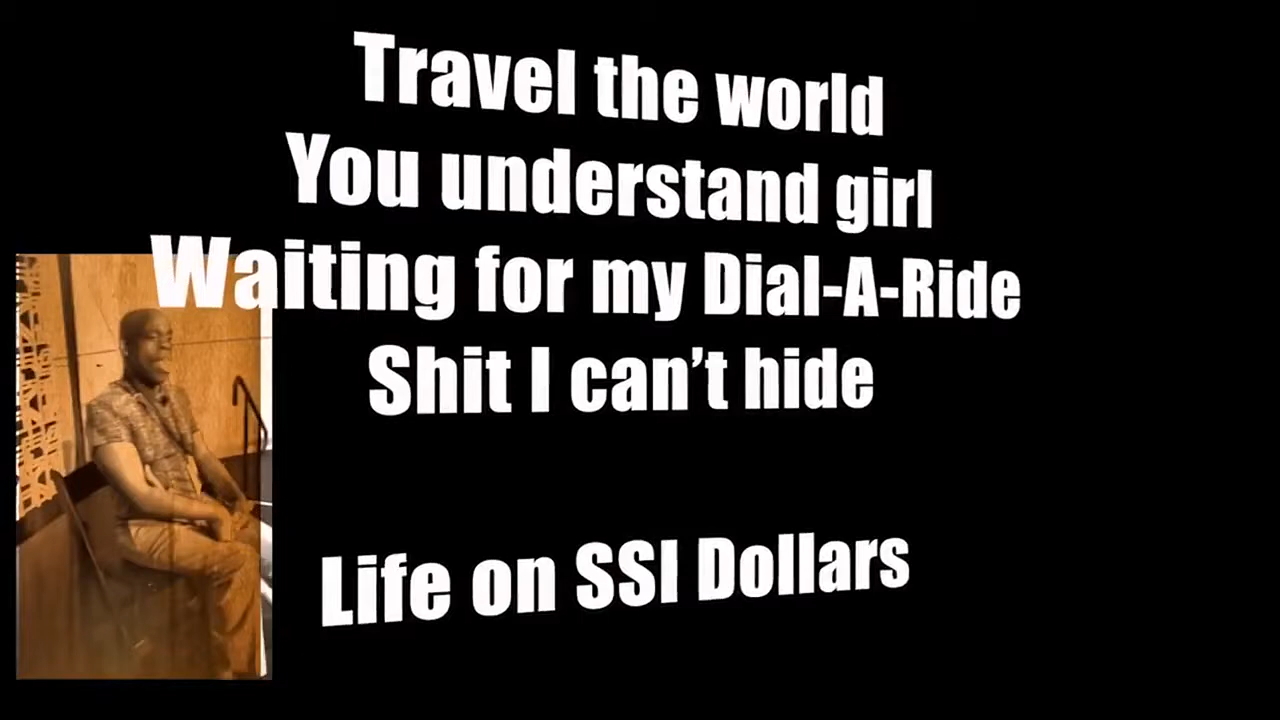 Travel the world
You understand girl
Waiting for my Dial-A-Ride
Shit I can’t hide
Life on SSI Dollars